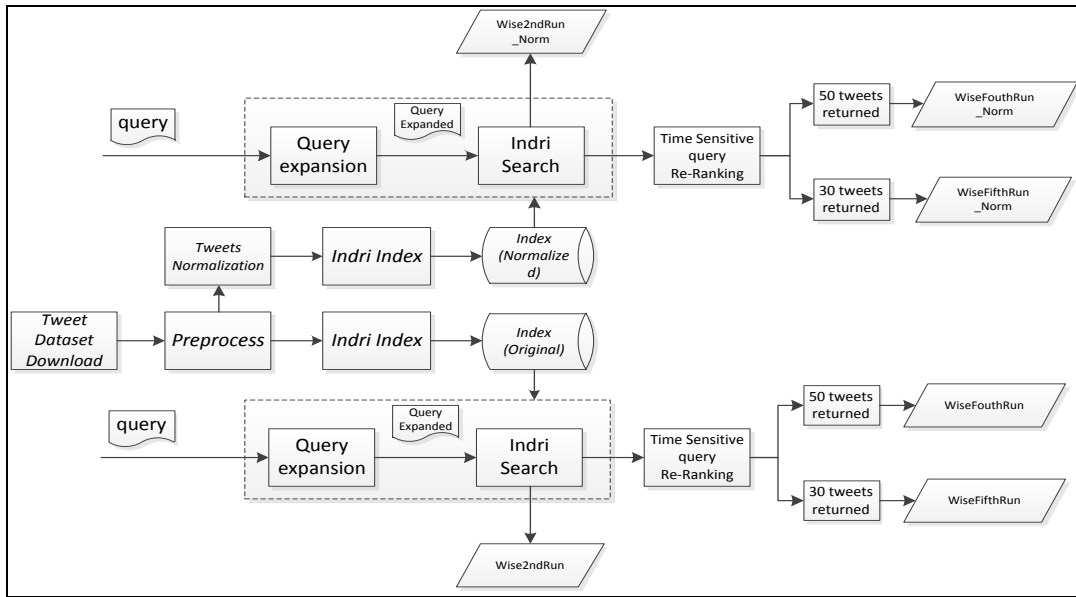 Wise2ndRun
_Norm
query
Query
Expanded
Query
expansion
Indri
Search
Time Sensitive
query
Re-Ranking
50 tweets
returned
WiseFouthRun
_Norm
30 tweets
returned
WiseFifthRun
_Norm
Tweets
Normalization
Indri Index
Index
(Normalize
d)
Tweet
Dataset
Download
Preprocess
Indri Index
Index
(Original)
query
Query
Expanded
Query
expansion
Indri
Search
Time Sensitive
query
Re-Ranking
50 tweets
returned
WiseFouthRun
30 tweets
returned
WiseFifthRun
Wise2ndRun